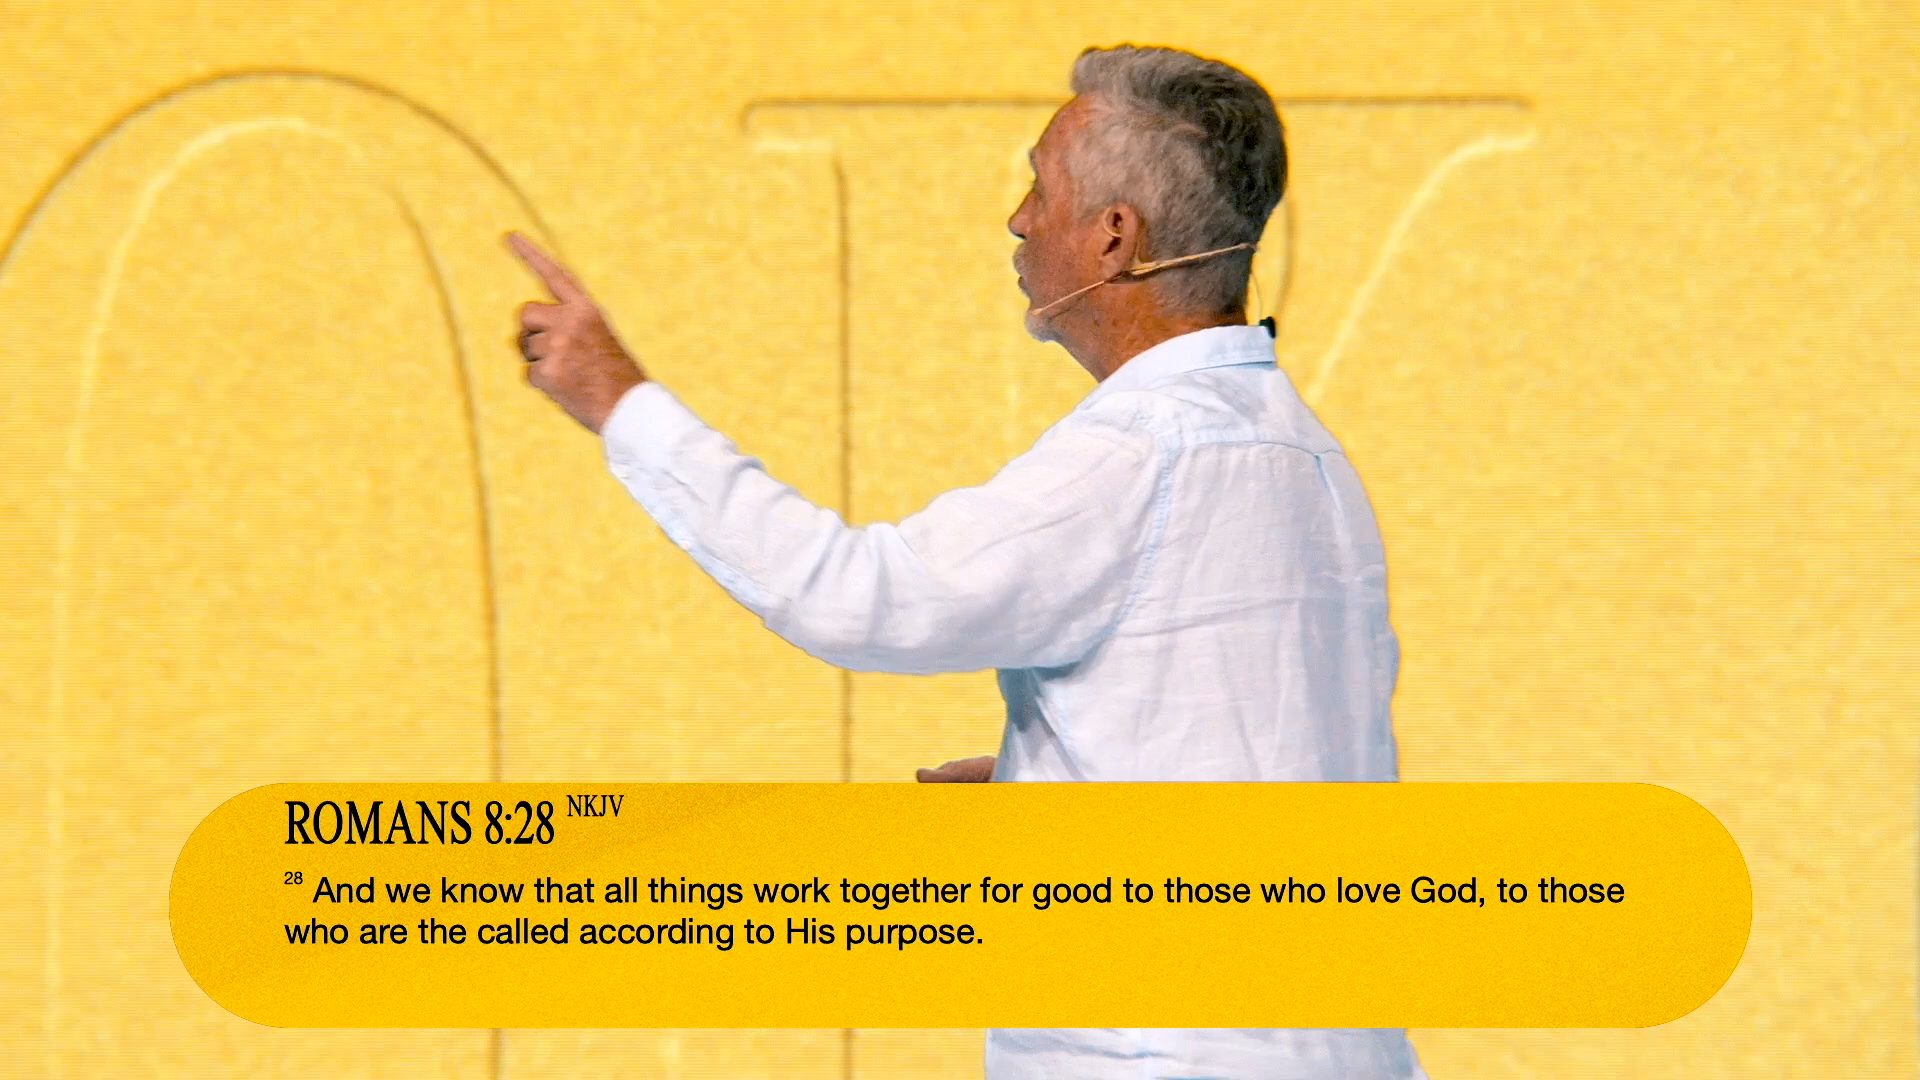 ROMANS 8:28 NKJV
28 And we know that all things work together for good to those who love God, to those
who are the called according to His purpose.